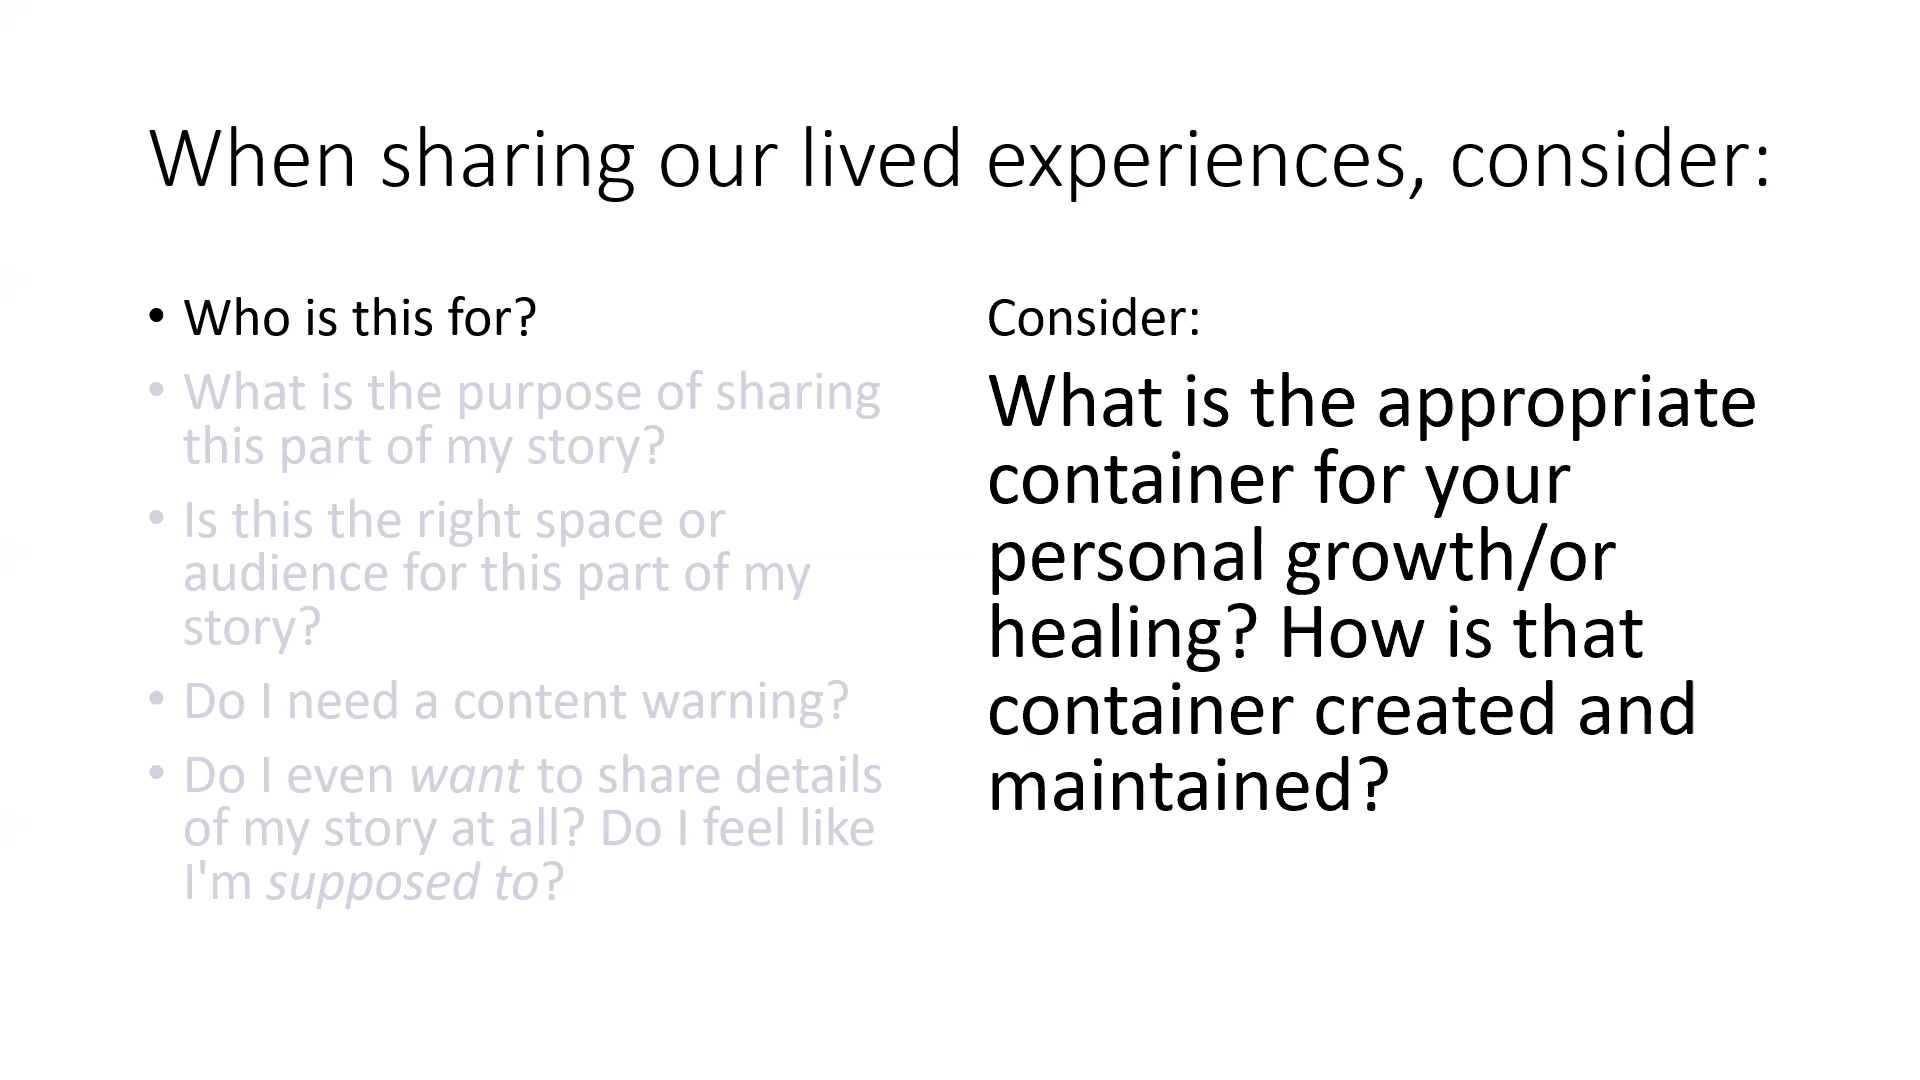 When sharing our lived experiences, consider:
• Who is this for?
• What is the purpose of sharing
this part of my story?
• Is this the right space or
audience for this part of my
story?
• Do I need a content warning?
• Do I even want to share details
of my story at all? Do I feel like
I'm supposed to?
Consider:
What is the appropriate
container for your
personal growth/or
healing? How is that
container created and
maintained?